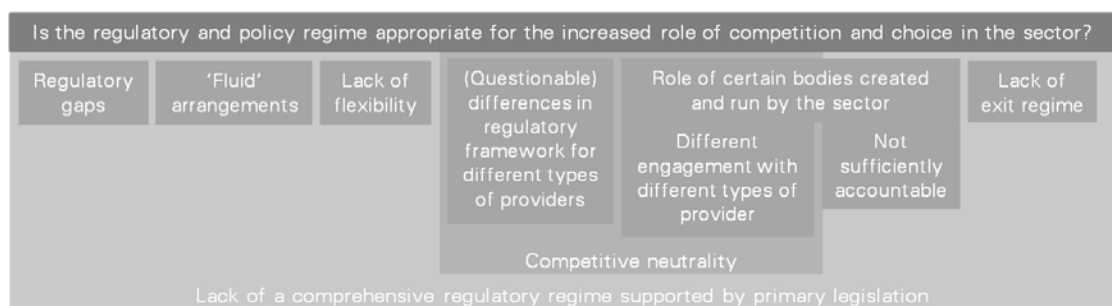 Is the regulatory and policy regime appropriate for the increased role of competition and choice in the sector?
Regulatory
gaps
‘Fluid’
arrangements
Lack of
flexibility
(Questionable)
differences in
regulatory
framework for
different types
of providers
Role of certain bodies created
and run by the sector
Different
engagement with
different types of
provider
Not
sufficiently
accountable
Lack of
exit regime
Competitive neutrality
Lack of a comprehensive regulatory regime supported by primary legislation